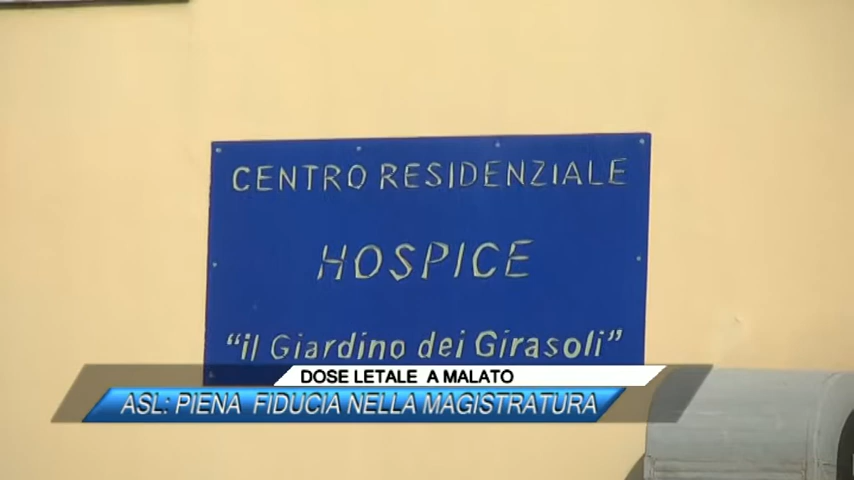 CENTRO RESIDENZIALE
HOSPICE
“il Giardino dei Girasoli”
DOSE LETALE A MALATO
ASL: PIENA FIDUCIA NELLA MAGISTRATURA